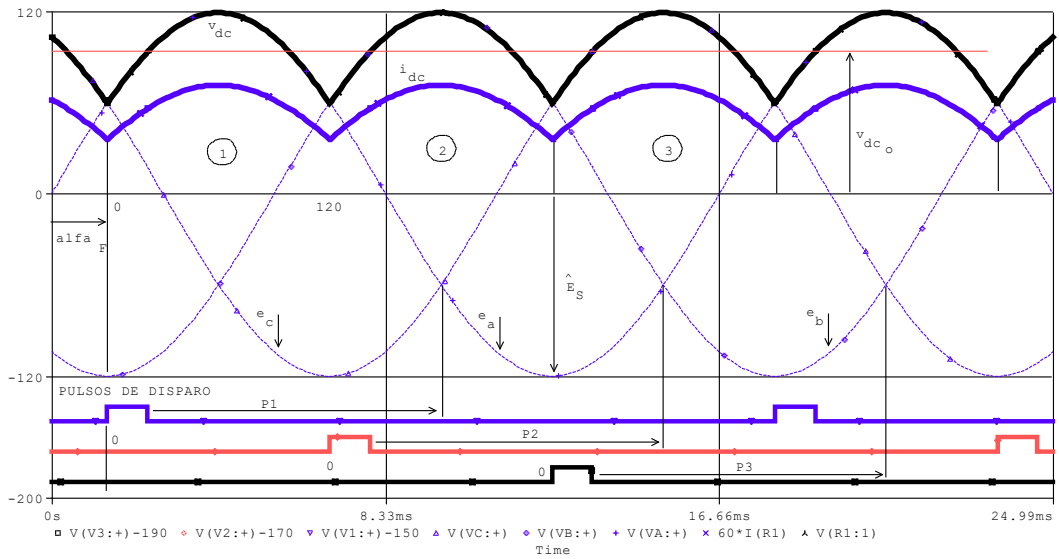 120
v dc
i dc
1
2
3
v dc o
0
0
120
alfa F
Ê S
e c
e a
e b
-120
PULSOS DE DISPARO
P1
0
P2
0
0
P3
-200
0s 8.33ms 16.66ms 24.99ms
V(V3:+)-190 V(V2:+)-170 V(V1:+)-150 V(VC:+) V(VB:+) V(VA:+) 60*I(R1) V(R1:1)
Time